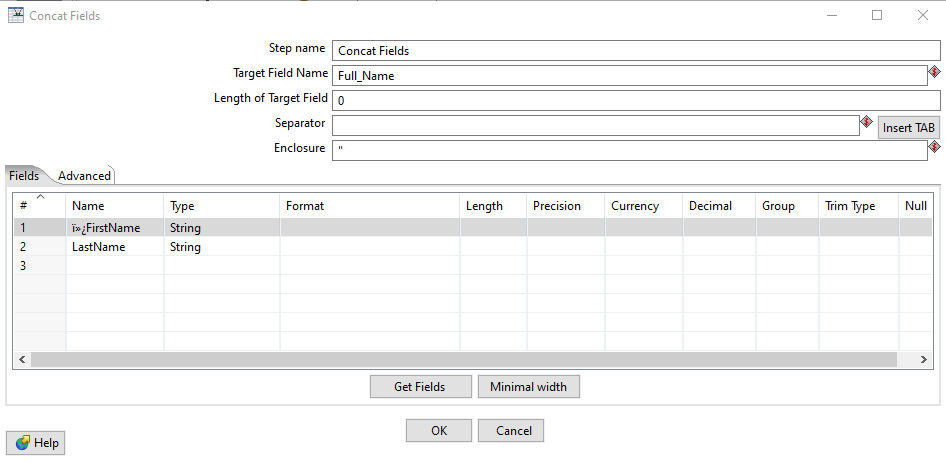 Concat Fields
Step name Concat Fields
Target Field Name Full_Name
Length of Target Field 0
Separator Insert TAB
Enclosure "
Fields Advanced
# Name Type Format Length Precision Currency Decimal Group Trim Type Null
1 ï»¿FirstName String
2 LastName String
3
Get Fields Minimal width
OK Cancel
Help